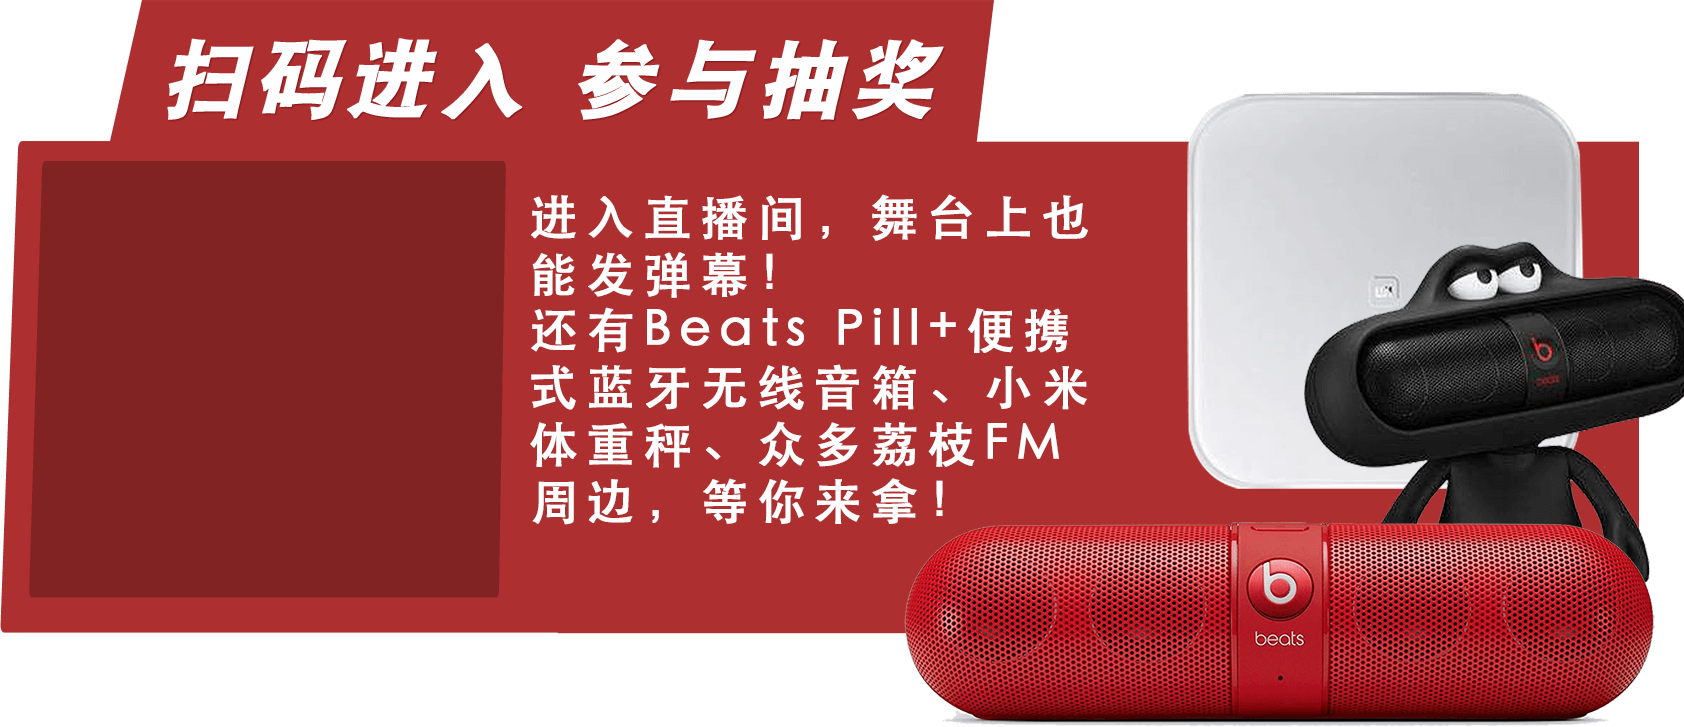 扫码进入 参与抽奖
进入直播间，舞台上也
能发弹幕！
还有Beats Pill+便携
式蓝牙无线音箱、小米
体重秤、众多荔枝FM
周边，等你来拿！
b
beats
b
beats